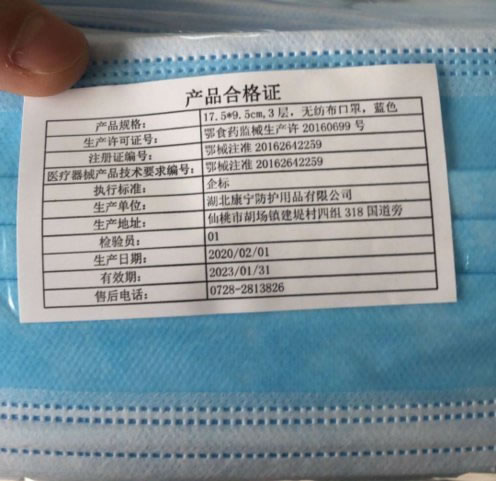 产品合格证
产品规格： 17.5*9.5cm,3 层，无纺布口罩，蓝色
生产许可证号： 鄂食药监械生产许 20160699 号
注册证编号： 鄂械注准 20162642259
医疗器械产品技术要求编号： 鄂械注准 20162642259
执行标准： 企标
生产单位： 湖北康宁防护用品有限公司
生产地址： 仙桃市胡场镇建堤村四组 318 国道旁
检验员： 01
生产日期： 2020/02/01
有效期： 2023/01/31
售后电话： 0728-2813826